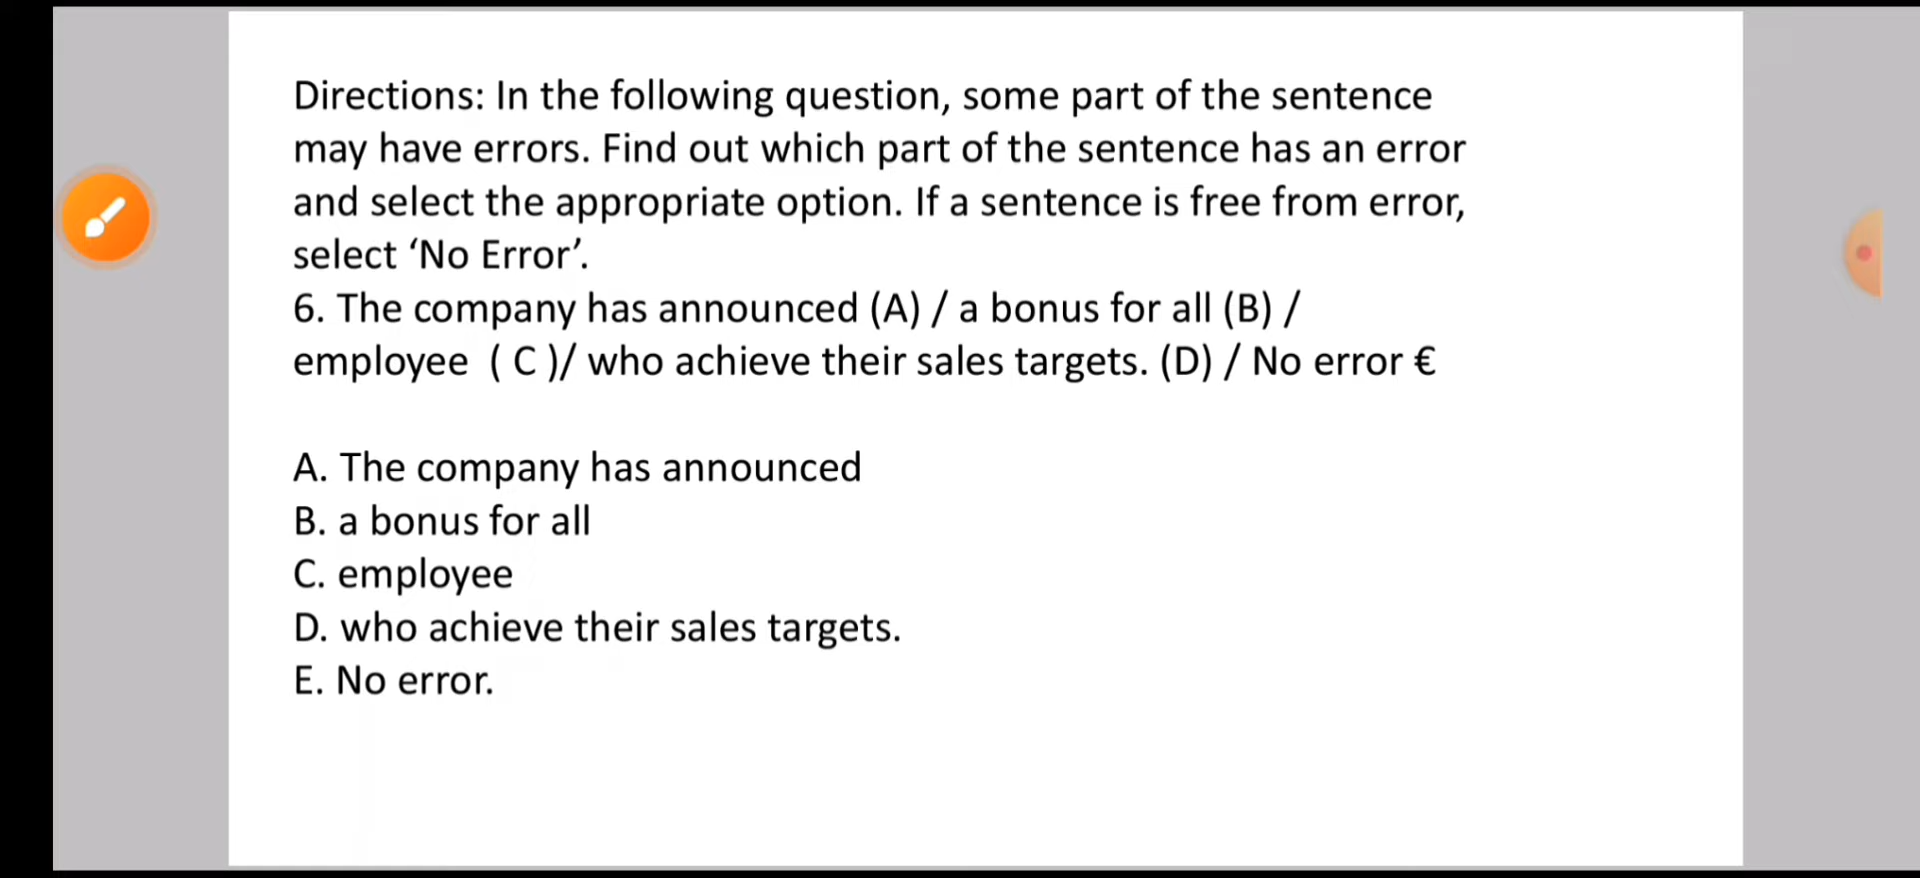 Directions: In the following question, some part of the sentence
may have errors. Find out which part of the sentence has an error
and select the appropriate option. If a sentence is free from error,
select ‘No Error’.
6. The company has announced (A) / a bonus for all (B) /
employee  ( C )/ who achieve their sales targets. (D) / No error €
A. The company has announced
B. a bonus for all
C. employee
D. who achieve their sales targets.
E. No error.